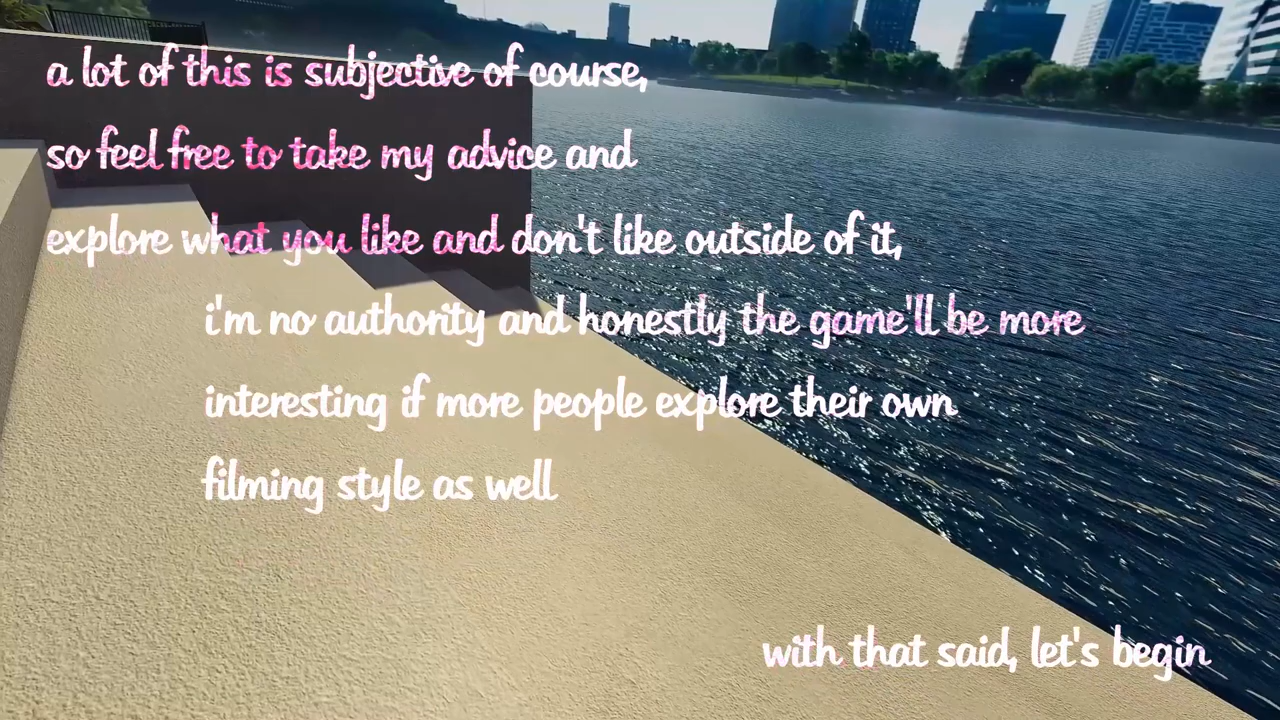 a lot of this is subjective of course,
so feel free to take my advice and
explore what you like and don't like outside of it,
i'm no authority and honestly the game'll be more
interesting if more people explore their own
filming style as well
with that said, let's begin